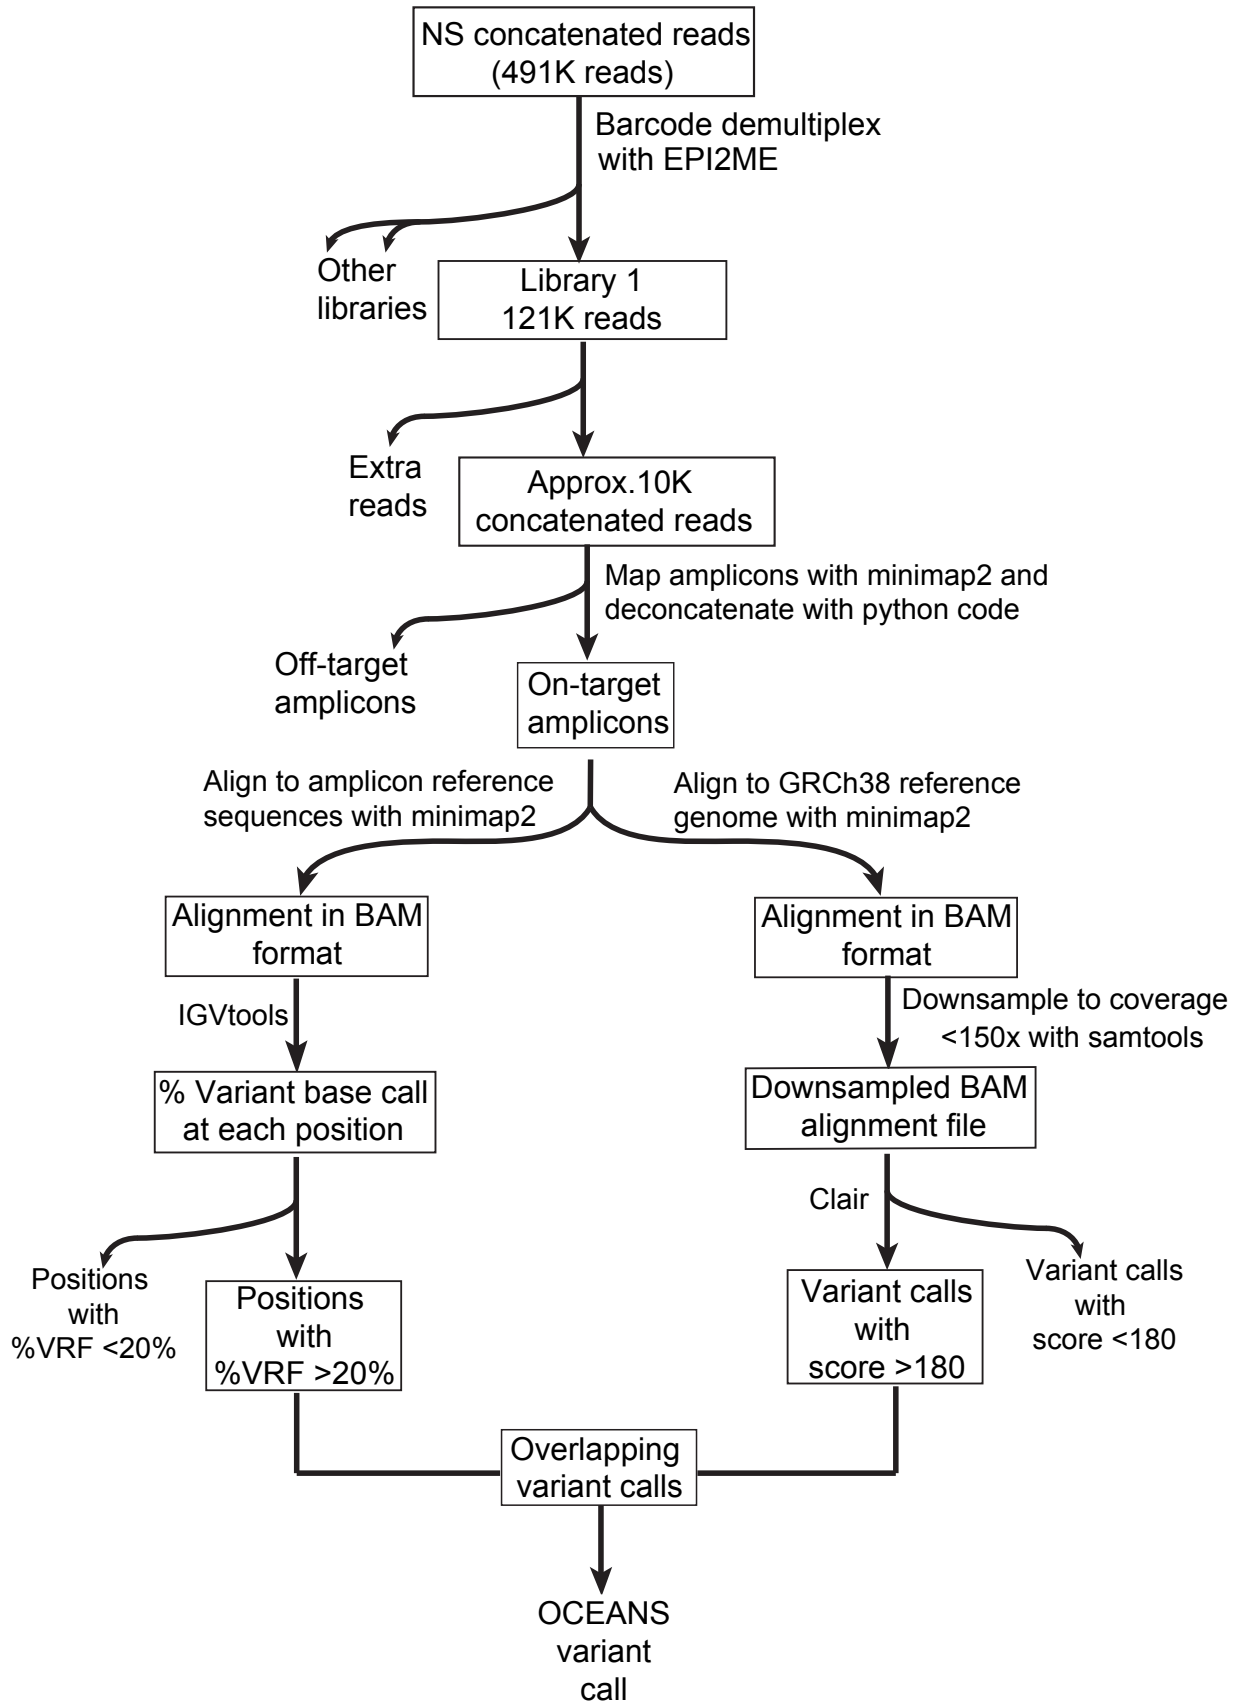 NS concatenated reads
(491K reads)
Barcode demultiplex
with EPI2ME
Other
libraries
Library 1
121K reads
Extra
reads
Approx.10K
concatenated reads
Map amplicons with minimap2 and
deconcatenate with python code
Off-target
amplicons
On-target
amplicons
Align to amplicon reference
sequences with minimap2
Align to GRCh38 reference
genome with minimap2
Alignment in BAM
format
Alignment in BAM
format
IGVtools
Downsample to coverage
<150x with samtools
% Variant base call
at each position
Downsampled BAM
alignment file
Clair
Positions
with
%VRF <20%
Positions
with
%VRF >20%
Variant calls
with
score >180
Variant calls
with
score <180
Overlapping
variant calls
OCEANS
variant
call